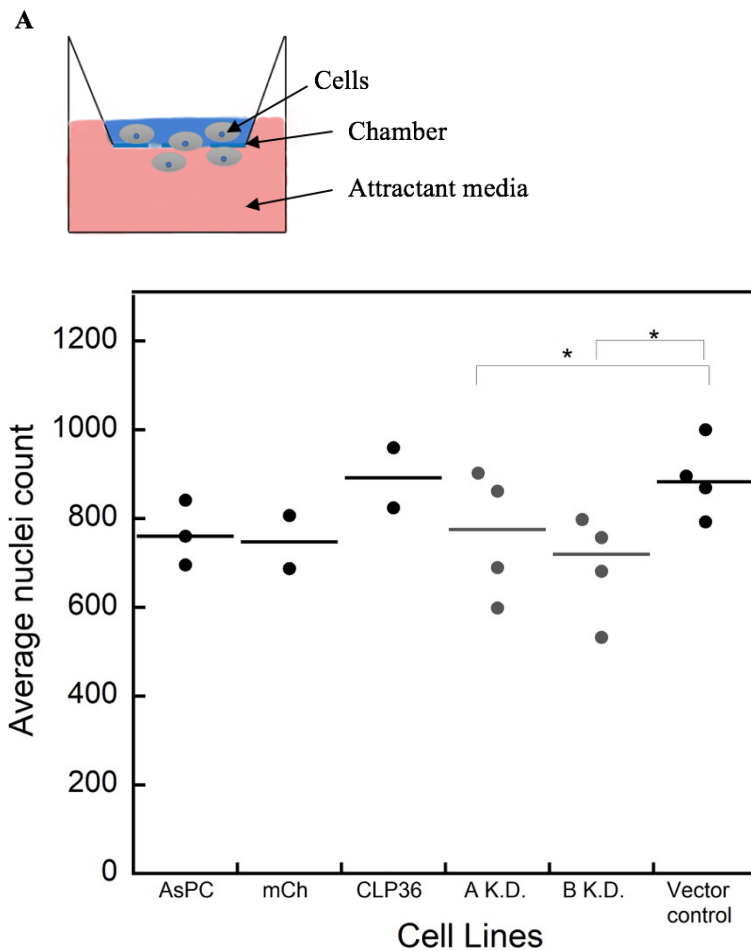 A
Cells
Chamber
Attractant media
1200
1000
800
600
400
200
0
Average nuclei count
*
*
AsPC
mCh
CLP36
A K.D.
B K.D.
Vector
control
Cell Lines